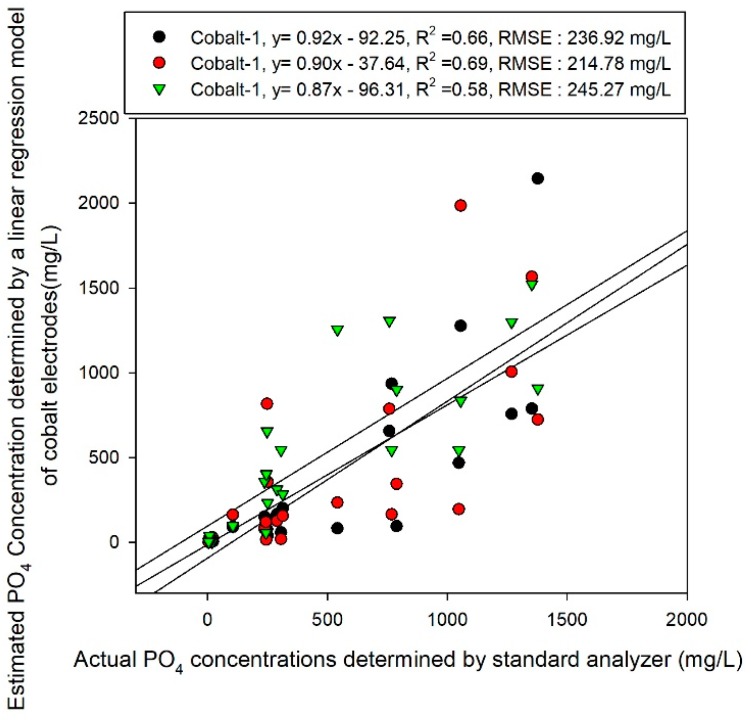 Cobalt-1, y= 0.92x - 92.25, R² =0.66, RMSE : 236.92 mg/L
Cobalt-1, y= 0.90x - 37.64, R² =0.69, RMSE : 214.78 mg/L
Cobalt-1, y= 0.87x - 96.31, R² =0.58, RMSE : 245.27 mg/L
Estimated PO₄ Concentration determined by a linear regression model
of cobalt electrodes(mg/L)
2500
2000
1500
1000
500
0
0 500 1000 1500 2000
Actual PO₄ concentrations determined by standard analyzer (mg/L)